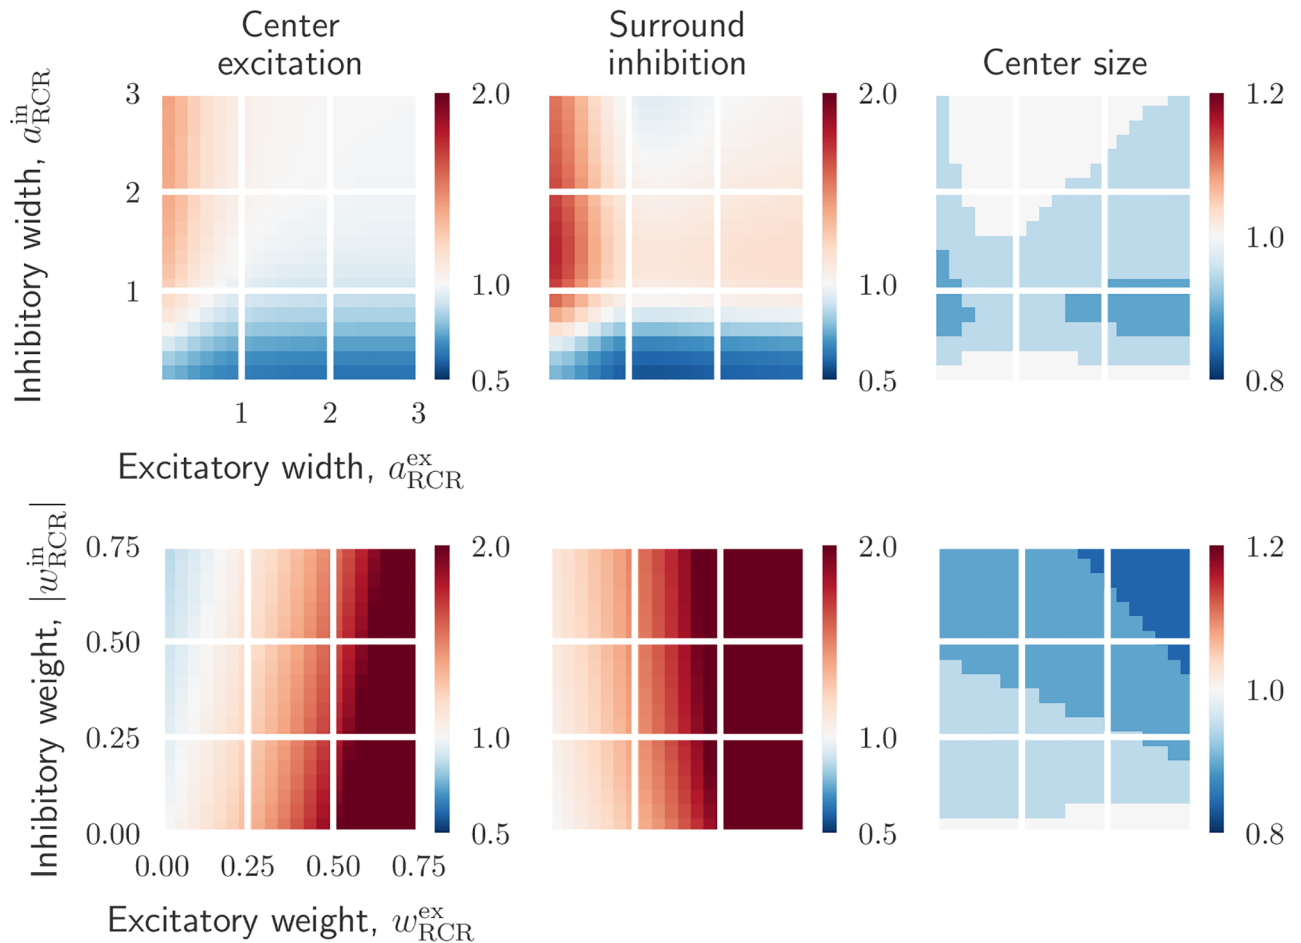 Center
excitation
Surround
inhibition
Center size
Inhibitory width, a^in_RCR
3
2
1
2.0
1.0
0.5
2.0
1.0
0.5
1.2
1.0
0.8
1 2 3
Excitatory width, a^ex_RCR
Inhibitory weight, |w^in_RCR|
0.75
0.50
0.25
0.00
2.0
1.0
0.5
2.0
1.0
0.5
1.2
1.0
0.8
0.00 0.25 0.50 0.75
Excitatory weight, w^ex_RCR